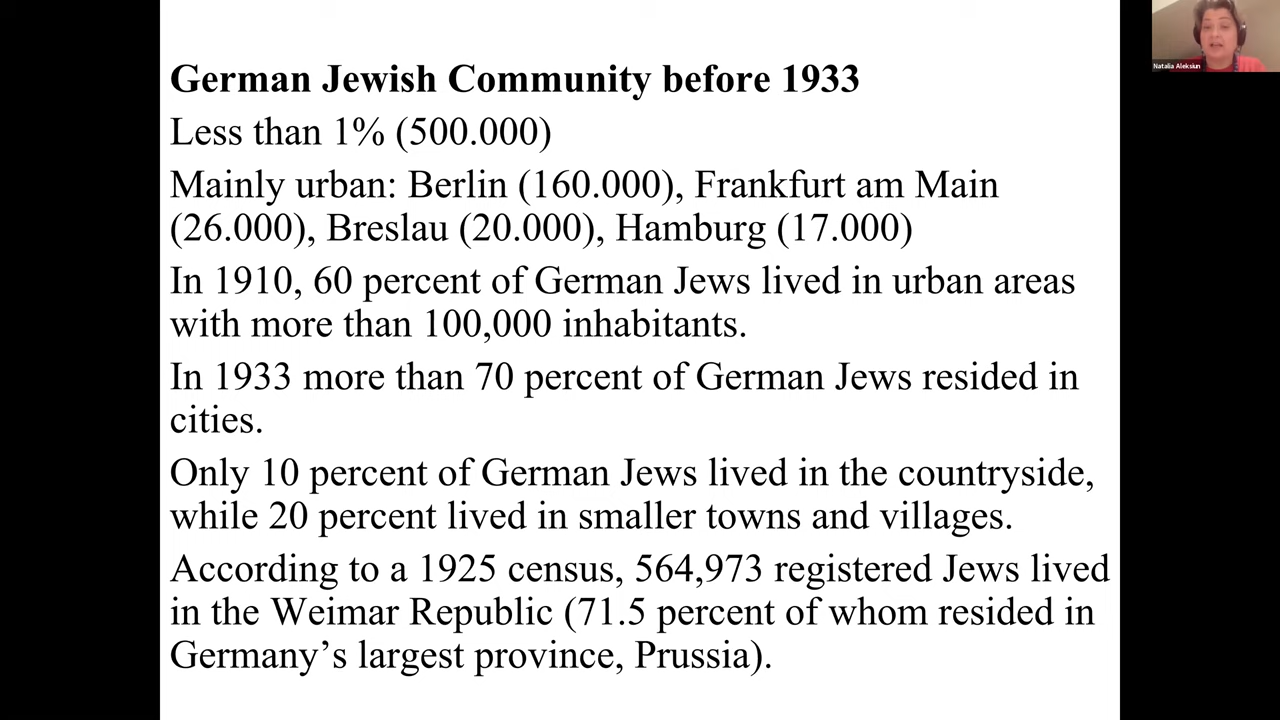 German Jewish Community before 1933
Less than 1% (500.000)
Mainly urban: Berlin (160.000), Frankfurt am Main
(26.000), Breslau (20.000), Hamburg (17.000)
In 1910, 60 percent of German Jews lived in urban areas
with more than 100,000 inhabitants.
In 1933 more than 70 percent of German Jews resided in
cities.
Only 10 percent of German Jews lived in the countryside,
while 20 percent lived in smaller towns and villages.
According to a 1925 census, 564,973 registered Jews lived
in the Weimar Republic (71.5 percent of whom resided in
Germany’s largest province, Prussia).
Natalia Aleksiun